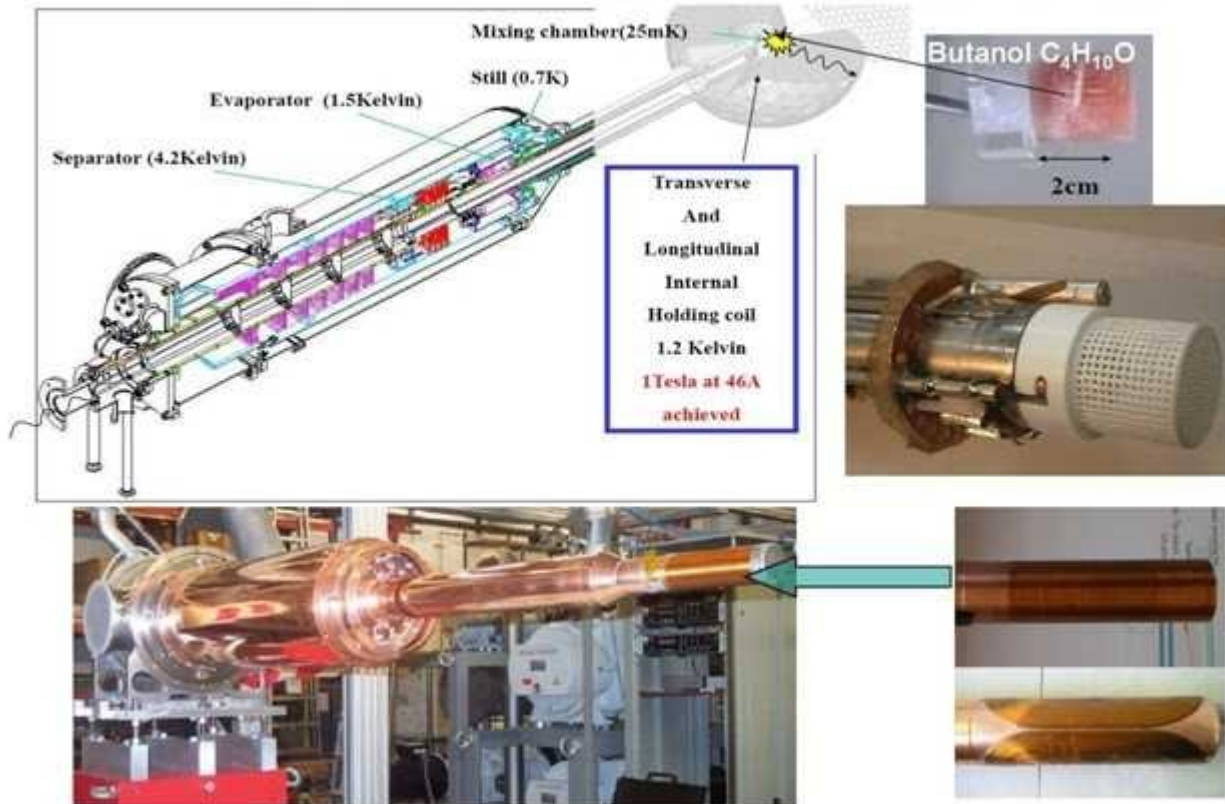 Mixing chamber(25mK)
Still (0.7K)
Evaporator (1.5Kelvin)
Separator (4.2Kelvin)
Butanol C₄H₁₀O
2cm
Transverse
And
Longitudinal
Internal
Holding coil
1.2 Kelvin
1Tesla at 46A
achieved